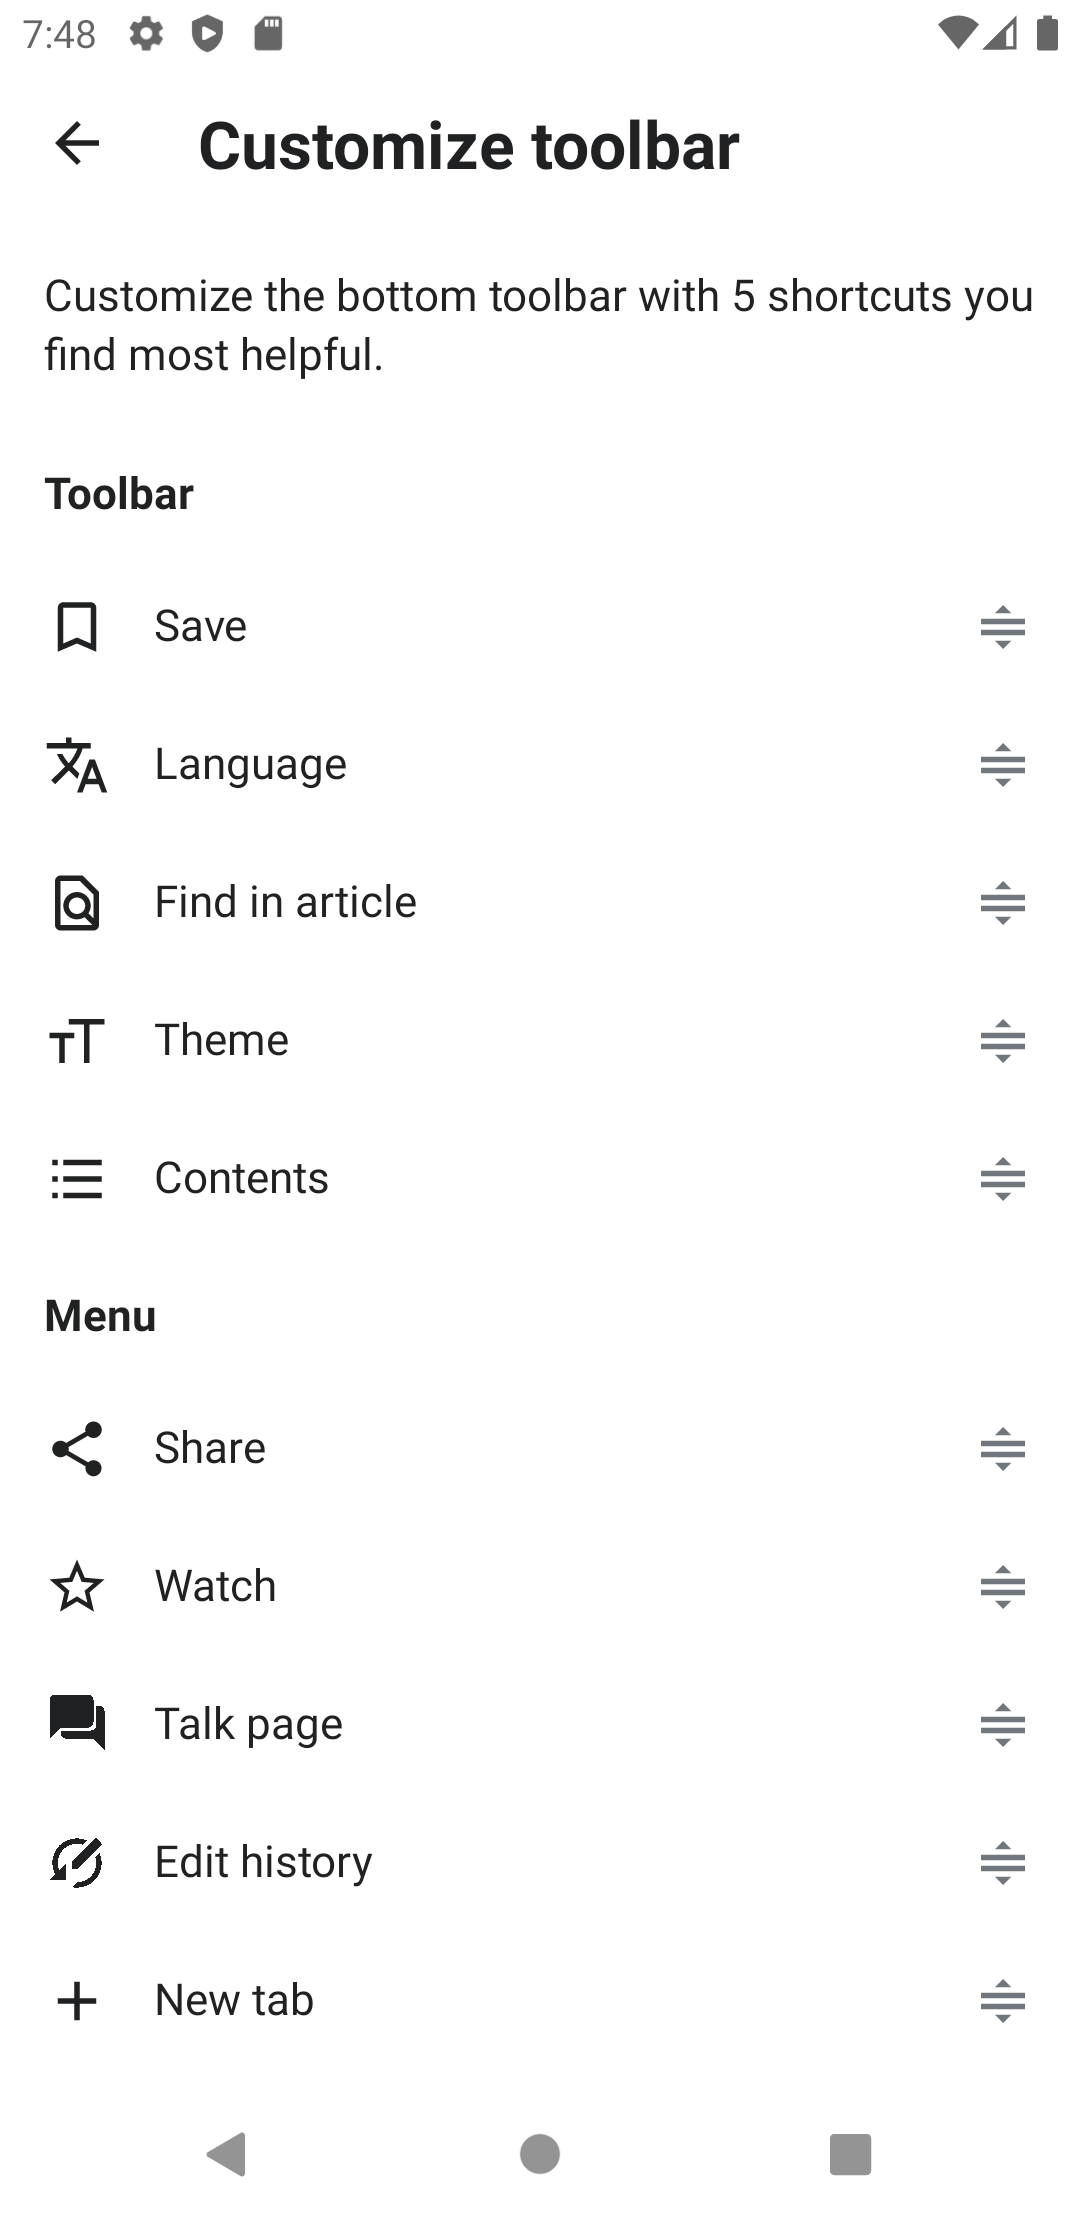 7:48
Customize toolbar
Customize the bottom toolbar with 5 shortcuts you
find most helpful.
Toolbar
Save
Language
Find in article
Theme
Contents
Menu
Share
Watch
Talk page
Edit history
New tab